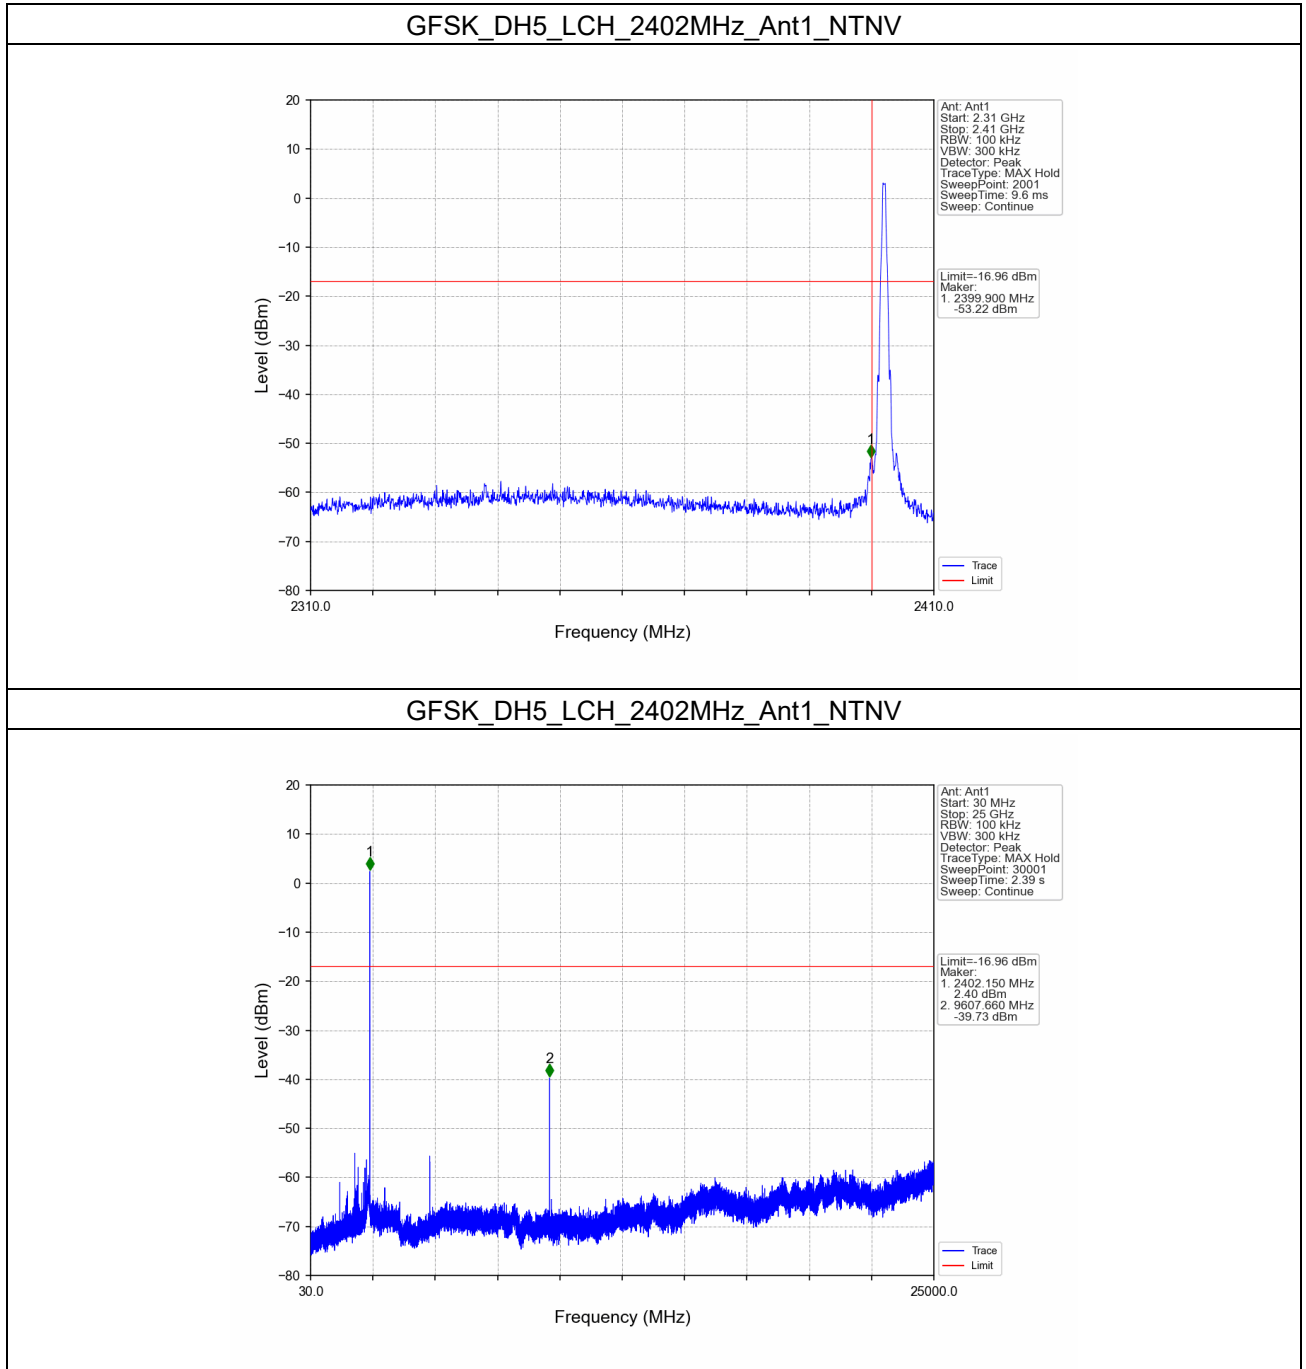 GFSK_DH5_LCH_2402MHz_Ant1_NTNV
20
10
0
−10
−20
−30
−40
−50
−60
−70
−80
Level (dBm)
2310.0
2410.0
Frequency (MHz)
1
Ant: Ant1
Start: 2.31 GHz
Stop: 2.41 GHz
RBW: 100 kHz
VBW: 300 kHz
Detector: Peak
TraceType: MAX Hold
SweepPoint: 2001
SweepTime: 9.6 ms
Sweep: Continue
Limit=-16.96 dBm
Maker:
1. 2399.900 MHz
-53.22 dBm
Trace
Limit
GFSK_DH5_LCH_2402MHz_Ant1_NTNV
20
10
0
−10
−20
−30
−40
−50
−60
−70
−80
Level (dBm)
30.0
25000.0
Frequency (MHz)
1
2
Ant: Ant1
Start: 30 MHz
Stop: 25 GHz
RBW: 100 kHz
VBW: 300 kHz
Detector: Peak
TraceType: MAX Hold
SweepPoint: 30001
SweepTime: 2.39 s
Sweep: Continue
Limit=-16.96 dBm
Maker:
1. 2402.150 MHz
2.40 dBm
2. 9607.660 MHz
-39.73 dBm
Trace
Limit